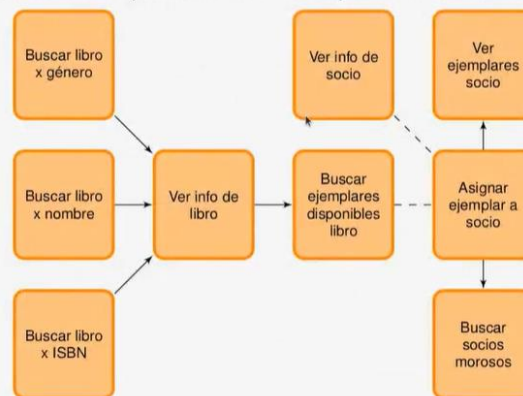 Buscar libro
x género
Ver info de
socio
Ver
ejemplares
socio
Buscar libro
x nombre
Ver info de
libro
Buscar
ejemplares
disponibles
libro
Asignar
ejemplar a
socio
Buscar libro
x ISBN
Buscar
socios
morosos